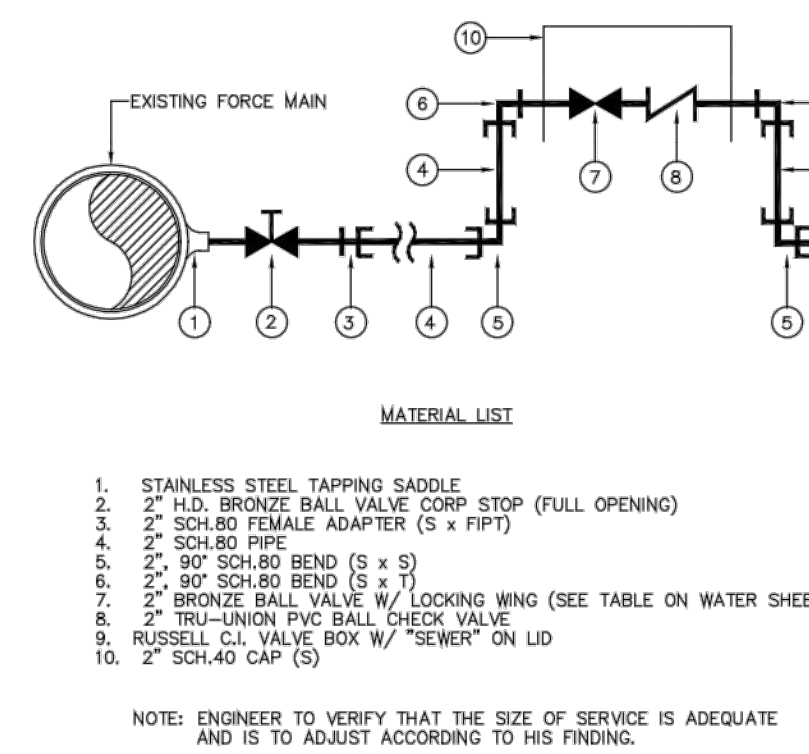 10
EXISTING FORCE MAIN
6
4
7
8
1
2
3
4
5
5
MATERIAL LIST
1. STAINLESS STEEL TAPPING SADDLE
2. 2" H.D. BRONZE BALL VALVE CORP STOP (FULL OPENING)
3. 2" SCH.80 FEMALE ADAPTER (S x FIPT)
4. 2" SCH.80 PIPE
5. 2", 90° SCH.80 BEND (S x S)
6. 2", 90° SCH.80 BEND (S x T)
7. 2" BRONZE BALL VALVE W/ LOCKING WING (SEE TABLE ON WATER SHEE
8. 2" TRU-UNION PVC BALL CHECK VALVE
9. RUSSELL C.I. VALVE BOX W/ "SEWER" ON LID
10. 2" SCH.40 CAP (S)
NOTE: ENGINEER TO VERIFY THAT THE SIZE OF SERVICE IS ADEQUATE
AND IS TO ADJUST ACCORDING TO HIS FINDING.